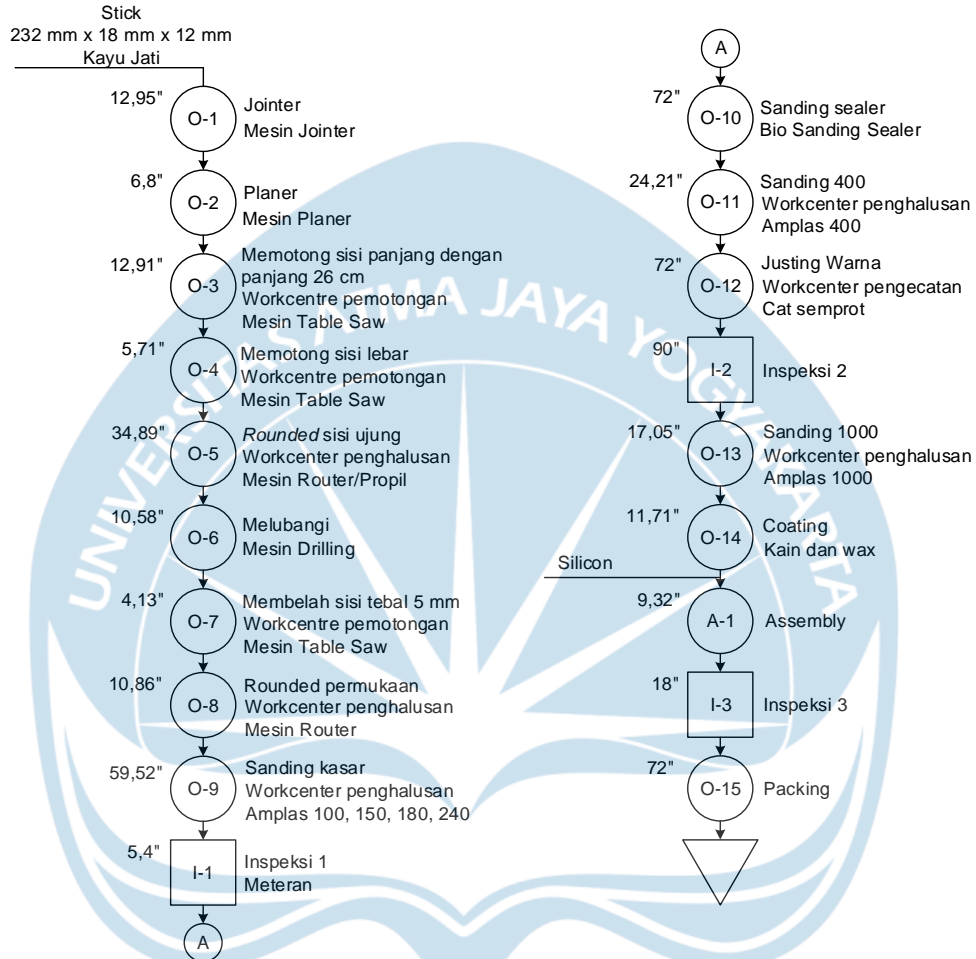 Stick
232 mm x 18 mm x 12 mm
Kayu Jati
12,95"
O-1
Jointer
Mesin Jointer
6,8"
O-2
Planer
Mesin Planer
12,91"
O-3
Memotong sisi panjang dengan
panjang 26 cm
Workcentre pemotongan
Mesin Table Saw
5,71"
O-4
Memotong sisi lebar
Workcentre pemotongan
Mesin Table Saw
34,89"
O-5
Rounded sisi ujung
Workcenter penghalusan
Mesin Router/Propil
10,58"
O-6
Melubangi
Mesin Drilling
4,13"
O-7
Membelah sisi tebal 5 mm
Workcentre pemotongan
Mesin Table Saw
10,86"
O-8
Rounded permukaan
Workcenter penghalusan
Mesin Router
59,52"
O-9
Sanding kasar
Workcenter penghalusan
Amplas 100, 150, 180, 240
5,4"
I-1
Inspeksi 1
Meteran
A
A
72"
O-10
Sanding sealer
Bio Sanding Sealer
24,21"
O-11
Sanding 400
Workcenter penghalusan
Amplas 400
72"
O-12
Justing Warna
Workcenter pengecatan
Cat semprot
90"
I-2
Inspeksi 2
17,05"
O-13
Sanding 1000
Workcenter penghalusan
Amplas 1000
11,71"
O-14
Coating
Kain dan wax
Silicon
9,32"
A-1
Assembly
18"
I-3
Inspeksi 3
72"
O-15
Packing
UNIVERSITAS ATMA JAYA YOGYAKARTA